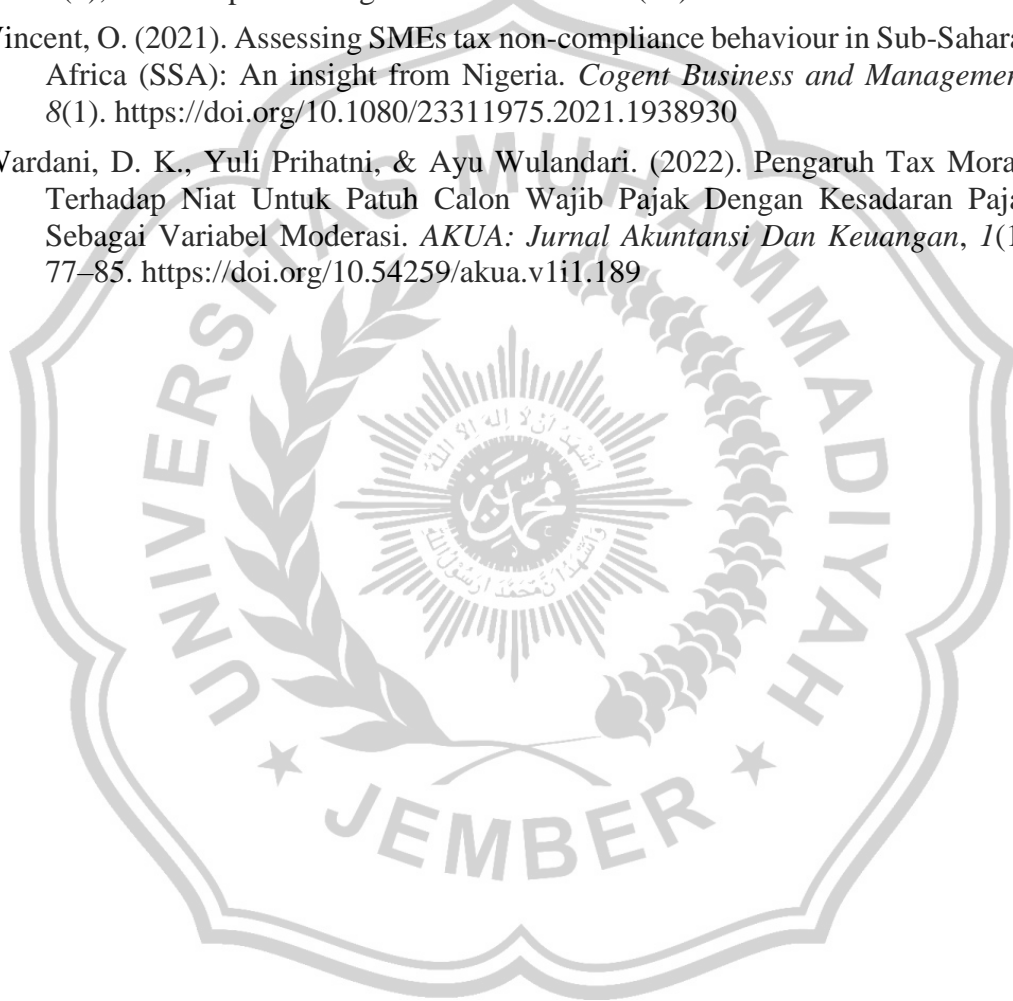 Vincent, O. (2021). Assessing SMEs tax non-compliance behaviour in Sub-Sahara
Africa (SSA): An insight from Nigeria. Cogent Business and Managemen
8(1). https://doi.org/10.1080/23311975.2021.1938930
Wardani, D. K., Yuli Prihatni, & Ayu Wulandari. (2022). Pengaruh Tax Mora
Terhadap Niat Untuk Patuh Calon Wajib Pajak Dengan Kesadaran Paja
Sebagai Variabel Moderasi. AKUA: Jurnal Akuntansi Dan Keuangan, 1(1
77–85. https://doi.org/10.54259/akua.v1i1.189
UNIVERSITAS MUHAMMADIYAH
JEMBER